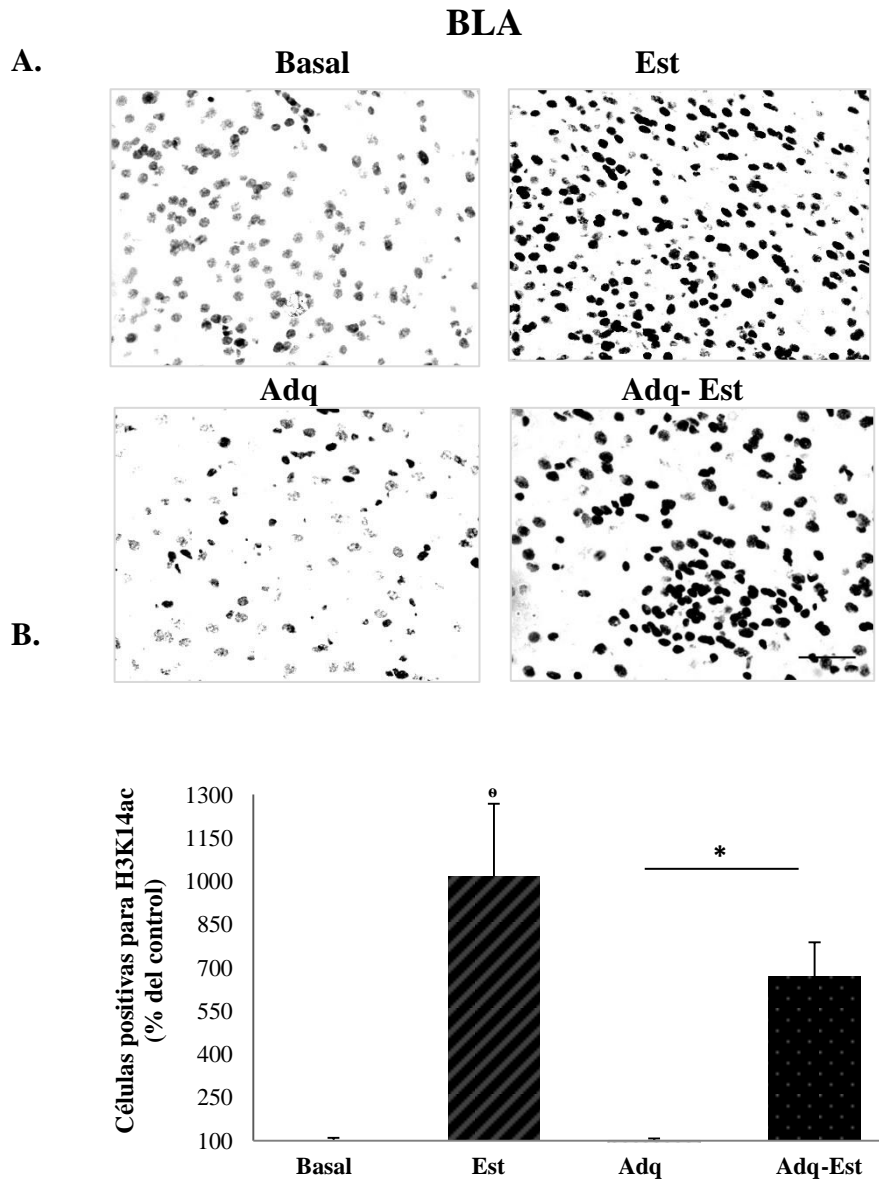 BLA
A.
Basal
Est
Adq
Adq- Est
B.
Células positivas para H3K14ac
(% del control)
1300
1150
1000
850
700
550
400
250
100
θ
*
Basal
Est
Adq
Adq-Est